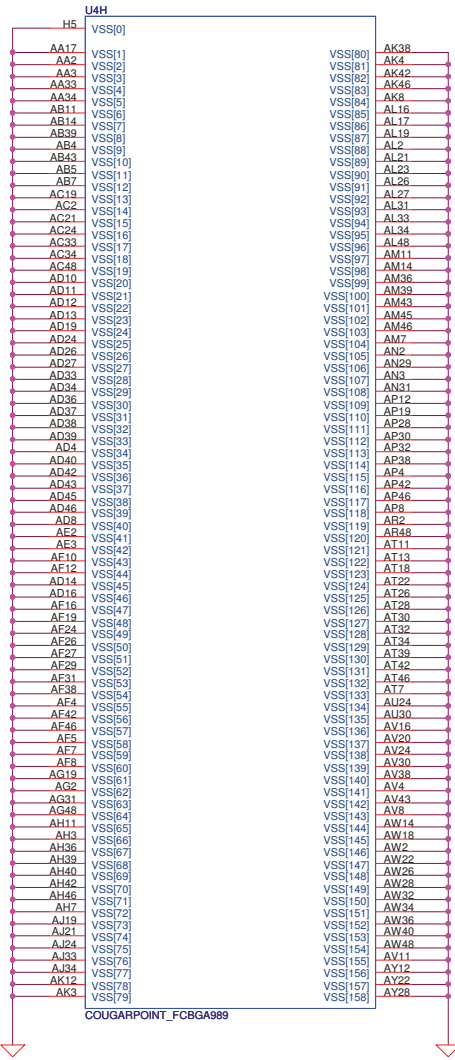 U4H
H5 VSS[0]
AA17 VSS[1] VSS[80] AK38
AA2 VSS[2] VSS[81] AK4
AA3 VSS[3] VSS[82] AK42
AA33 VSS[4] VSS[83] AK46
AA34 VSS[5] VSS[84] AK8
AB11 VSS[6] VSS[85] AL16
AB14 VSS[7] VSS[86] AL17
AB39 VSS[8] VSS[87] AL19
AB4 VSS[9] VSS[88] AL2
AB43 VSS[10] VSS[89] AL21
AB5 VSS[11] VSS[90] AL23
AB7 VSS[12] VSS[91] AL26
AC19 VSS[13] VSS[92] AL27
AC2 VSS[14] VSS[93] AL31
AC21 VSS[15] VSS[94] AL33
AC24 VSS[16] VSS[95] AL34
AC33 VSS[17] VSS[96] AL48
AC34 VSS[18] VSS[97] AM11
AC48 VSS[19] VSS[98] AM14
AD10 VSS[20] VSS[99] AM36
AD11 VSS[21] VSS[100] AM39
AD12 VSS[22] VSS[101] AM43
AD13 VSS[23] VSS[102] AM45
AD19 VSS[24] VSS[103] AM46
AD24 VSS[25] VSS[104] AM7
AD26 VSS[26] VSS[105] AN2
AD27 VSS[27] VSS[106] AN29
AD33 VSS[28] VSS[107] AN3
AD34 VSS[29] VSS[108] AN31
AD36 VSS[30] VSS[109] AP12
AD37 VSS[31] VSS[110] AP19
AD38 VSS[32] VSS[111] AP28
AD39 VSS[33] VSS[112] AP30
AD4 VSS[34] VSS[113] AP32
AD40 VSS[35] VSS[114] AP38
AD42 VSS[36] VSS[115] AP4
AD43 VSS[37] VSS[116] AP42
AD45 VSS[38] VSS[117] AP46
AD46 VSS[39] VSS[118] AP8
AD8 VSS[40] VSS[119] AR2
AE2 VSS[41] VSS[120] AR48
AE3 VSS[42] VSS[121] AT11
AF10 VSS[43] VSS[122] AT13
AF12 VSS[44] VSS[123] AT18
AD14 VSS[45] VSS[124] AT22
AD16 VSS[46] VSS[125] AT26
AF16 VSS[47] VSS[126] AT28
AF19 VSS[48] VSS[127] AT30
AF24 VSS[49] VSS[128] AT32
AF26 VSS[50] VSS[129] AT34
AF27 VSS[51] VSS[130] AT39
AF29 VSS[52] VSS[131] AT42
AF31 VSS[53] VSS[132] AT46
AF38 VSS[54] VSS[133] AT7
AF4 VSS[55] VSS[134] AU24
AF42 VSS[56] VSS[135] AU30
AF46 VSS[57] VSS[136] AV16
AF5 VSS[58] VSS[137] AV20
AF7 VSS[59] VSS[138] AV24
AF8 VSS[60] VSS[139] AV30
AG19 VSS[61] VSS[140] AV38
AG2 VSS[62] VSS[141] AV4
AG31 VSS[63] VSS[142] AV43
AG48 VSS[64] VSS[143] AV8
AH11 VSS[65] VSS[144] AW14
AH3 VSS[66] VSS[145] AW18
AH36 VSS[67] VSS[146] AW2
AH39 VSS[68] VSS[147] AW22
AH40 VSS[69] VSS[148] AW26
AH42 VSS[70] VSS[149] AW28
AH46 VSS[71] VSS[150] AW32
AH7 VSS[72] VSS[151] AW34
AJ19 VSS[73] VSS[152] AW36
AJ21 VSS[74] VSS[153] AW40
AJ24 VSS[75] VSS[154] AW48
AJ33 VSS[76] VSS[155] AV11
AJ34 VSS[77] VSS[156] AY12
AK12 VSS[78] VSS[157] AY22
AK3 VSS[79] VSS[158] AY28
COUGARPOINT_FCBGA989